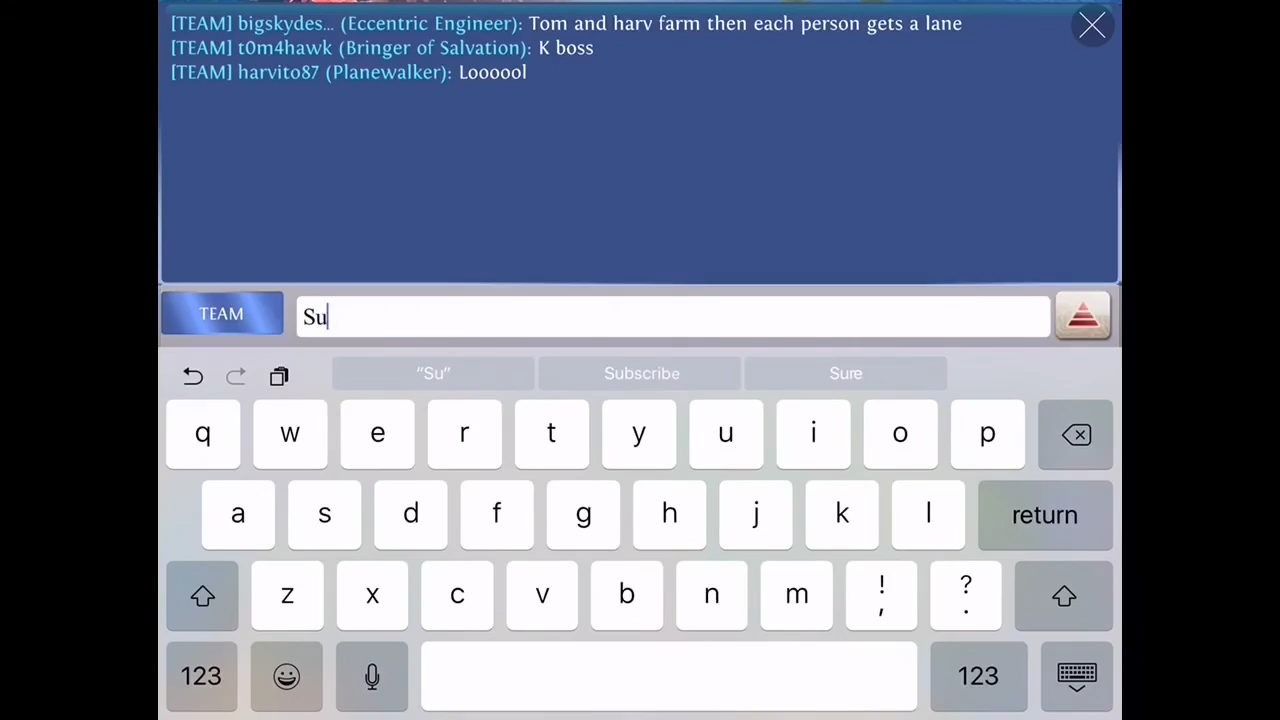 [TEAM] bigskydes... (Eccentric Engineer): Tom and harv farm then each person gets a lane
[TEAM] t0m4hawk (Bringer of Salvation): K boss
[TEAM] harvito87 (Planewalker): Loooool
TEAM Su
“Su” Subscribe Sure
q w e r t y u i o p
a s d f g h j k l return
z x c v b n m ! , ? .
123 123